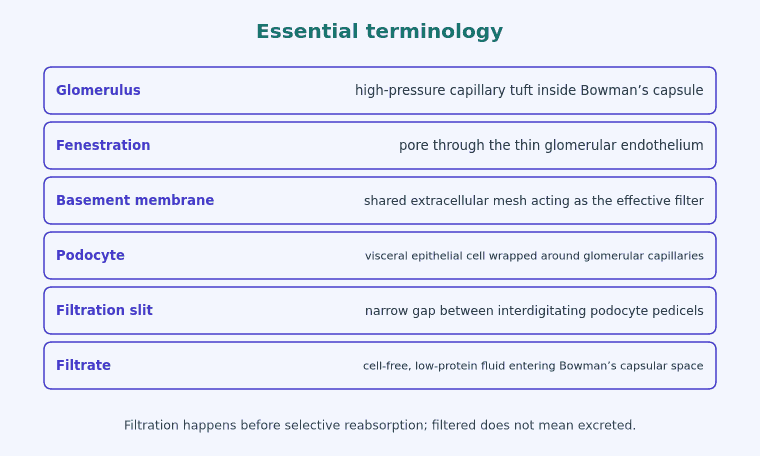 Essential terminology
Glomerulus high-pressure capillary tuft inside Bowman’s capsule
Fenestration pore through the thin glomerular endothelium
Basement membrane shared extracellular mesh acting as the effective filter
Podocyte visceral epithelial cell wrapped around glomerular capillaries
Filtration slit narrow gap between interdigitating podocyte pedicels
Filtrate cell-free, low-protein fluid entering Bowman’s capsular space
Filtration happens before selective reabsorption; filtered does not mean excreted.